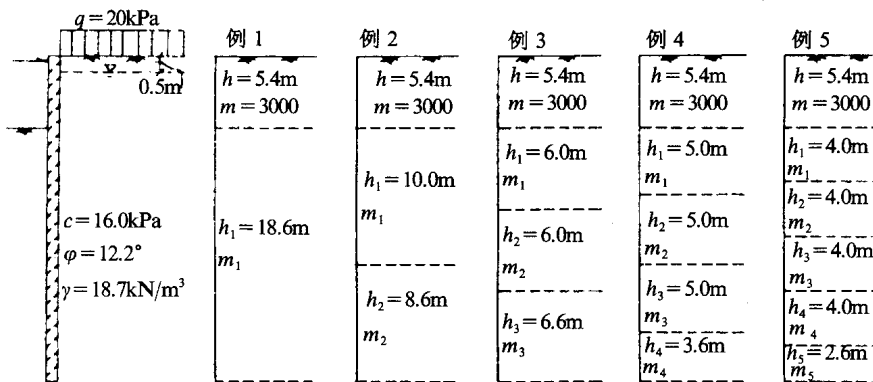 q = 20kPa
0.5m
c = 16.0kPa
φ = 12.2°
γ = 18.7kN/m³
例 1
h = 5.4m
m = 3000
h₁ = 18.6m
m₁
例 2
h = 5.4m
m = 3000
h₁ = 10.0m
m₁
h₂ = 8.6m
m₂
例 3
h = 5.4m
m = 3000
h₁ = 6.0m
m₁
h₂ = 6.0m
m₂
h₃ = 6.6m
m₃
例 4
h = 5.4m
m = 3000
h₁ = 5.0m
m₁
h₂ = 5.0m
m₂
h₃ = 5.0m
m₃
h₄ = 3.6m
m₄
例 5
h = 5.4m
m = 3000
h₁ = 4.0m
m₁
h₂ = 4.0m
m₂
h₃ = 4.0m
m₃
h₄ = 4.0m
m₄
h₅ = 2.6m
m₅